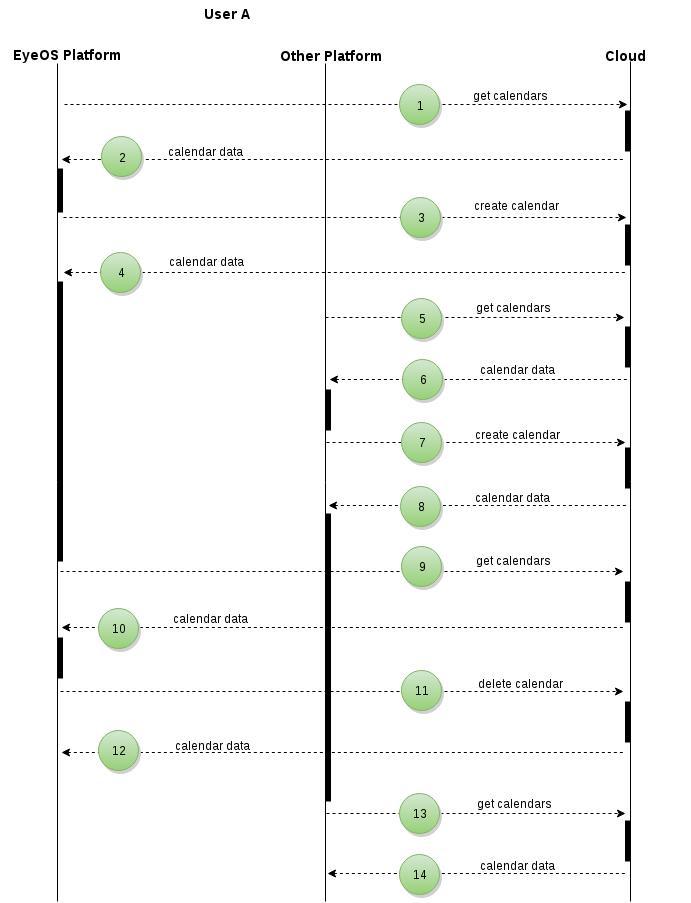 User A
EyeOS Platform
Other Platform
Cloud
1
get calendars
2
calendar data
3
create calendar
4
calendar data
5
get calendars
6
calendar data
7
create calendar
8
calendar data
9
get calendars
10
calendar data
11
delete calendar
12
calendar data
13
get calendars
14
calendar data